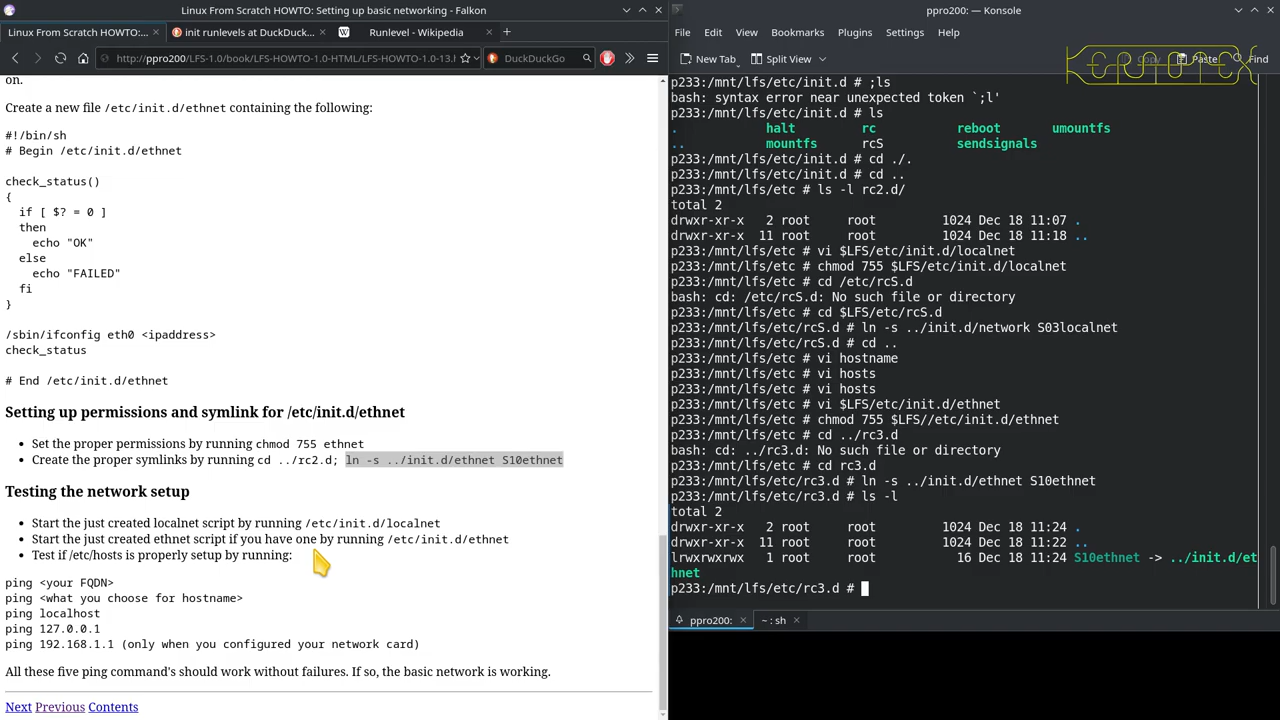 Linux From Scratch HOWTO: Setting up basic networking - Falkon
Linux From Scratch HOWTO:...
init runlevels at DuckDuck...
Runlevel - Wikipedia
http://ppro200/LFS-1.0/book/LFS-HOWTO-1.0-HTML/LFS-HOWTO-1.0-13.h
DuckDuckGo
on.
Create a new file /etc/init.d/ethnet containing the following:
#!/bin/sh
# Begin /etc/init.d/ethnet
check_status()
{
if [ $? = 0 ]
then
echo "OK"
else
echo "FAILED"
fi
}
/sbin/ifconfig eth0 <ipaddress>
check_status
# End /etc/init.d/ethnet
Setting up permissions and symlink for /etc/init.d/ethnet
• Set the proper permissions by running chmod 755 ethnet
• Create the proper symlinks by running cd ../rc2.d; ln -s ../init.d/ethnet S10ethnet
Testing the network setup
• Start the just created localnet script by running /etc/init.d/localnet
• Start the just created ethnet script if you have one by running /etc/init.d/ethnet
• Test if /etc/hosts is properly setup by running:
ping <your FQDN>
ping <what you choose for hostname>
ping localhost
ping 127.0.0.1
ping 192.168.1.1 (only when you configured your network card)
All these five ping command's should work without failures. If so, the basic network is working.
Next Previous Contents
ppro200: — Konsole
File Edit View Bookmarks Plugins Settings Help
New Tab Split View Copy Paste Find
p233:/mnt/lfs/etc/init.d # ;ls
bash: syntax error near unexpected token `;l'
p233:/mnt/lfs/etc/init.d # ls
. halt rc reboot umountfs
.. mountfs rcS sendsignals
p233:/mnt/lfs/etc/init.d # cd ./.
p233:/mnt/lfs/etc/init.d # cd ..
p233:/mnt/lfs/etc # ls -l rc2.d/
total 2
drwxr-xr-x 2 root root 1024 Dec 18 11:07 .
drwxr-xr-x 11 root root 1024 Dec 18 11:18 ..
p233:/mnt/lfs/etc # vi $LFS/etc/init.d/localnet
p233:/mnt/lfs/etc # chmod 755 $LFS/etc/init.d/localnet
p233:/mnt/lfs/etc # cd /etc/rcS.d
bash: cd: /etc/rcS.d: No such file or directory
p233:/mnt/lfs/etc # cd $LFS/etc/rcS.d
p233:/mnt/lfs/etc/rcS.d # ln -s ../init.d/network S03localnet
p233:/mnt/lfs/etc/rcS.d # cd ..
p233:/mnt/lfs/etc # vi hostname
p233:/mnt/lfs/etc # vi hosts
p233:/mnt/lfs/etc # vi hosts
p233:/mnt/lfs/etc # vi $LFS/etc/init.d/ethnet
p233:/mnt/lfs/etc # chmod 755 $LFS//etc/init.d/ethnet
p233:/mnt/lfs/etc # cd ../rc3.d
bash: cd: ../rc3.d: No such file or directory
p233:/mnt/lfs/etc # cd rc3.d
p233:/mnt/lfs/etc/rc3.d # ln -s ../init.d/ethnet S10ethnet
p233:/mnt/lfs/etc/rc3.d # ls -l
total 2
drwxr-xr-x 2 root root 1024 Dec 18 11:24 .
drwxr-xr-x 11 root root 1024 Dec 18 11:22 ..
lrwxrwxrwx 1 root root 16 Dec 18 11:24 S10ethnet -> ../init.d/et
hnet
p233:/mnt/lfs/etc/rc3.d #
ppro200:
~ : sh